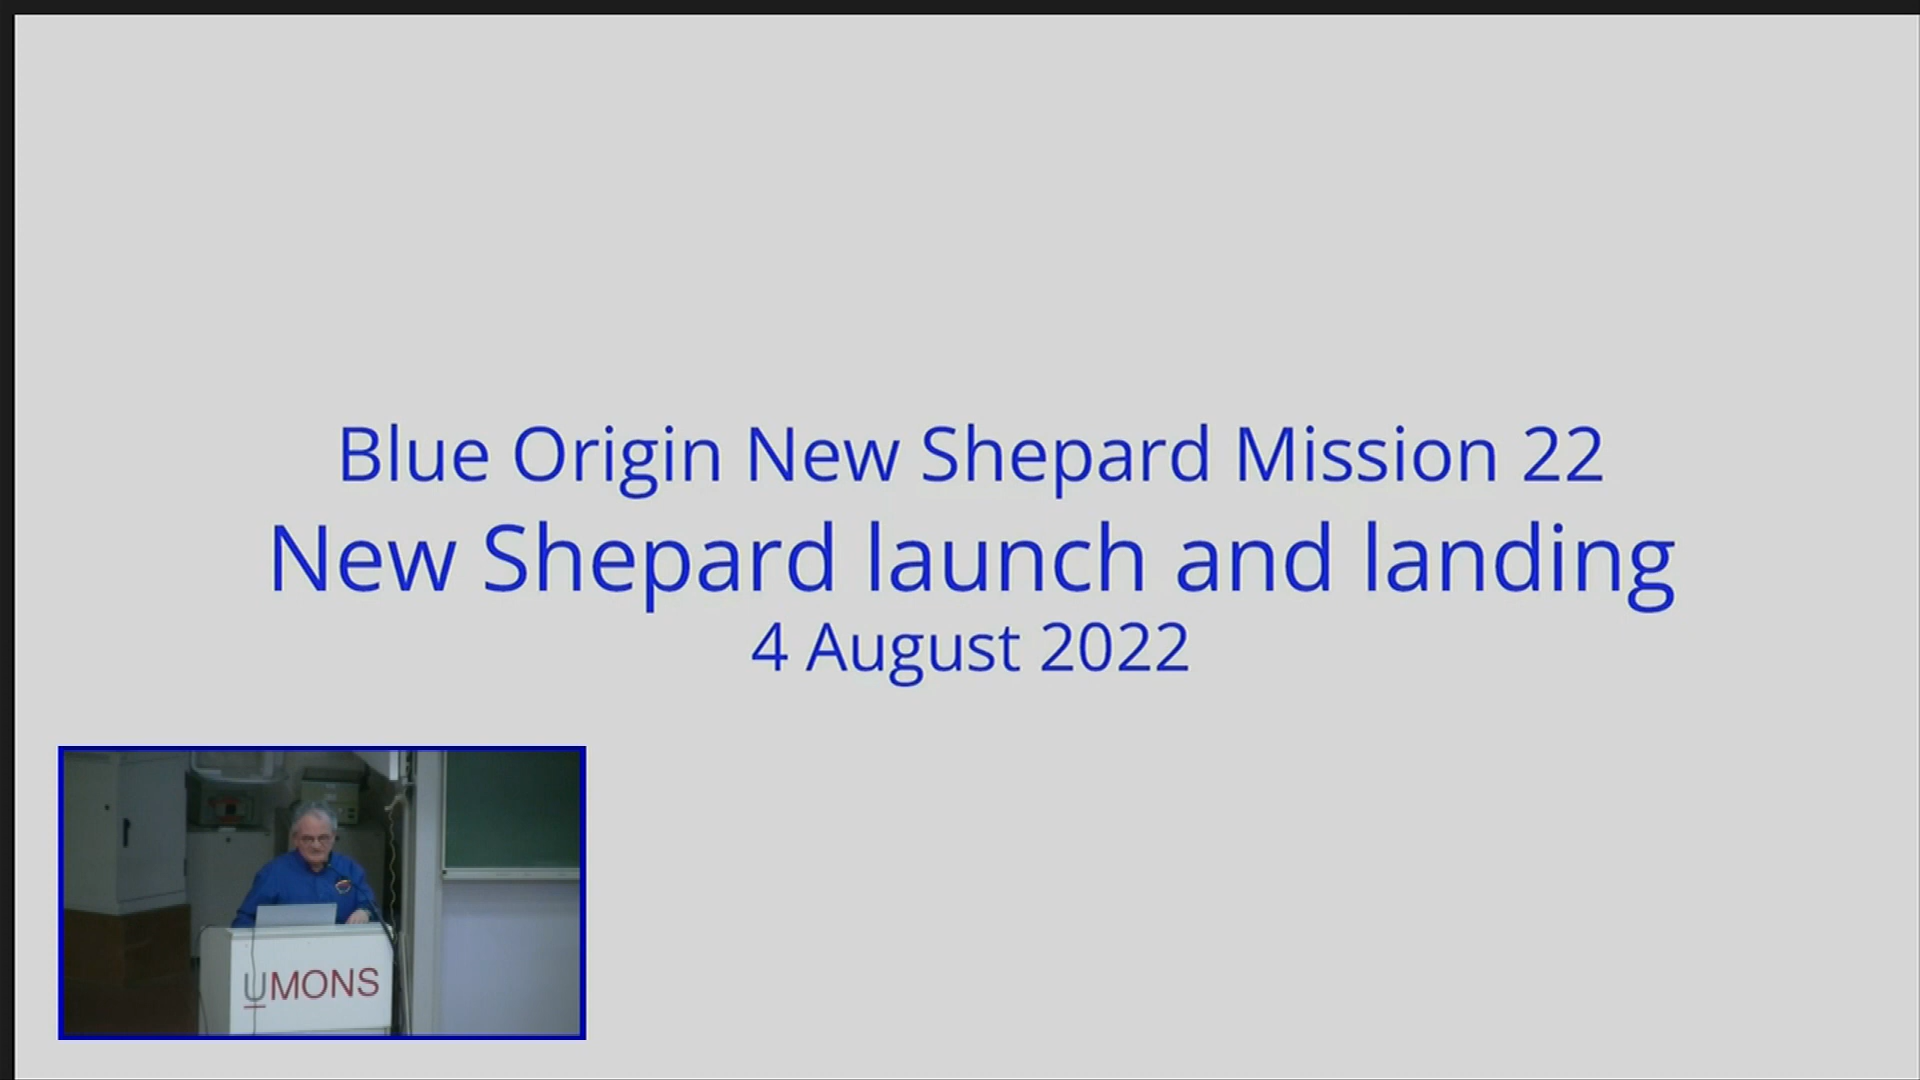 Blue Origin New Shepard Mission 22
New Shepard launch and landing
4 August 2022
UMONS